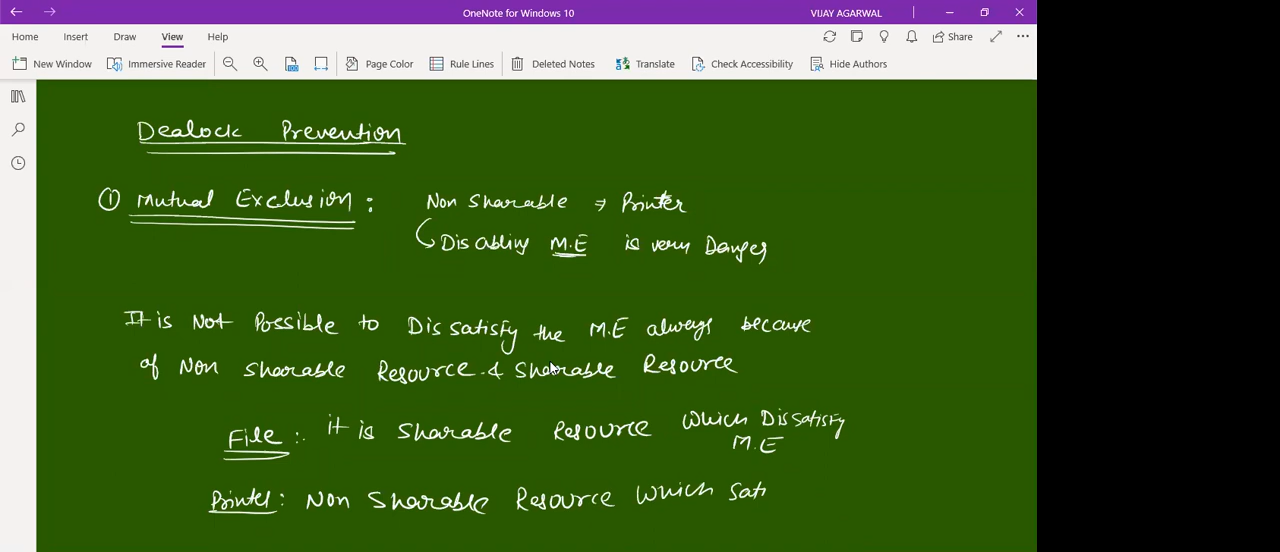 OneNote for Windows 10
VIJAY AGARWAL
Home Insert Draw View Help
Share
New Window Immersive Reader Page Color Rule Lines Deleted Notes Translate Check Accessibility Hide Authors
Dealock Prevention
① Mutual Exclusion : Non Sharable ⇒ Printer
Disabling M.E is very Danger
It is Not Possible to Dissatisfy the M.E always because
of Non Sharable Resource & Sharable Resource
File : it is Sharable Resource Which Dissatisfy
M.E
Printer : Non Sharable Resource Which Sati